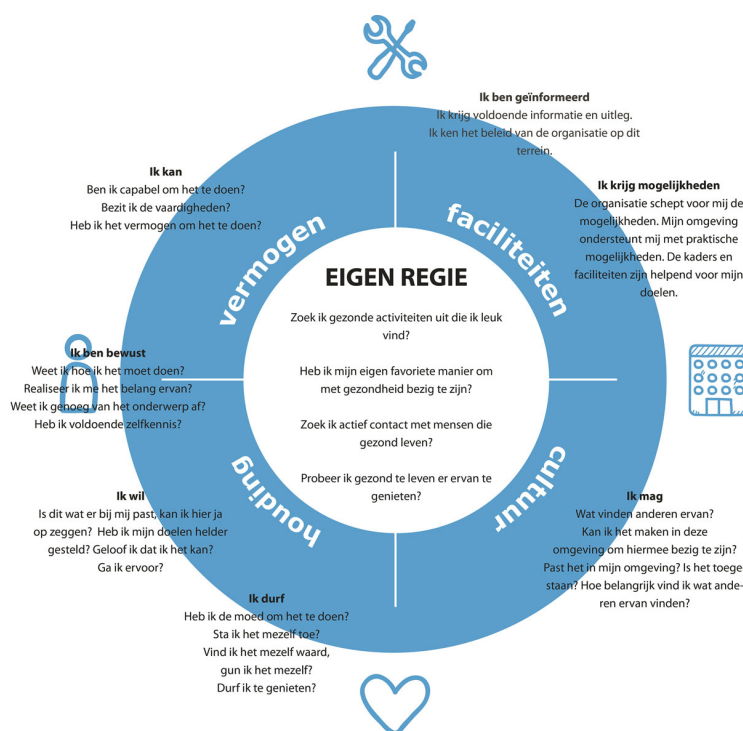 Ik ben geïnformeerd
Ik krijg voldoende informatie en uitleg.
Ik ken het beleid van de organisatie op dit
terrein.
Ik kan
Ben ik capabel om het te doen?
Bezit ik de vaardigheden?
Heb ik het vermogen om het te doen?
Ik krijg mogelijkheden
De organisatie schept voor mij de
mogelijkheden. Mijn omgeving
ondersteunt mij met praktische
mogelijkheden. De kaders en
faciliteiten zijn helpend voor mijn
doelen.
vermogen
faciliteiten
EIGEN REGIE
Zoek ik gezonde activiteiten uit die ik leuk
vind?
Heb ik mijn eigen favoriete manier om
met gezondheid bezig te zijn?
Zoek ik actief contact met mensen die
gezond leven?
Probeer ik gezond te leven er ervan te
genieten?
Ik ben bewust
Weet ik hoe ik het moet doen?
Realiseer ik me het belang ervan?
Weet ik genoeg van het onderwerp af?
Heb ik voldoende zelfkennis?
houding
cultuur
Ik wil
Is dit wat er bij mij past, kan ik hier ja
op zeggen? Heb ik mijn doelen helder
gesteld? Geloof ik dat ik het kan?
Ga ik ervoor?
Ik mag
Wat vinden anderen ervan?
Kan ik het maken in deze
omgeving om hiermee bezig te zijn?
Past het in mijn omgeving? Is het toege-
staan? Hoe belangrijk vind ik wat ande-
ren ervan vinden?
Ik durf
Heb ik de moed om het te doen?
Sta ik het mezelf toe?
Vind ik het mezelf waard,
gun ik het mezelf?
Durf ik te genieten?